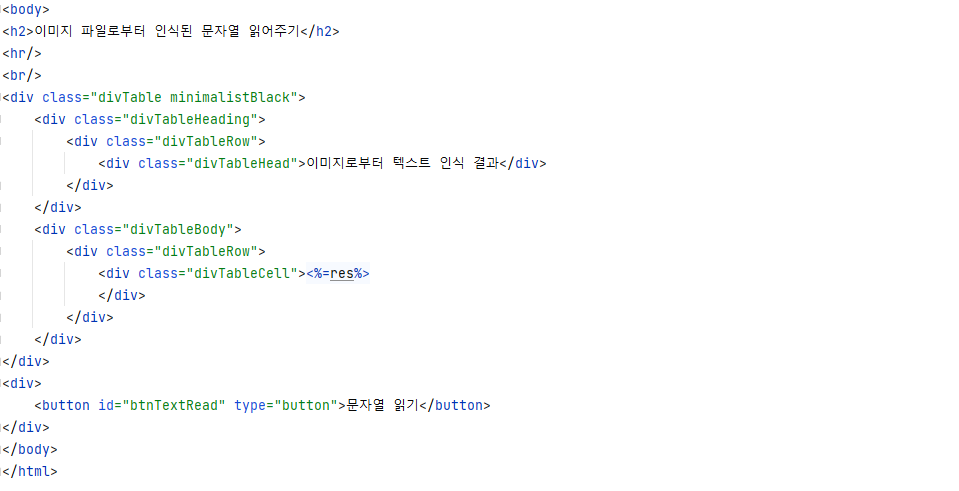 <body>
<h2>이미지 파일로부터 인식된 문자열 읽어주기</h2>
<hr/>
<br/>
<div class="divTable minimalistBlack">
    <div class="divTableHeading">
        <div class="divTableRow">
            <div class="divTableHead">이미지로부터 텍스트 인식 결과</div>
        </div>
    </div>
    <div class="divTableBody">
        <div class="divTableRow">
            <div class="divTableCell"><%=res%>
            </div>
        </div>
    </div>
</div>
<div>
    <button id="btnTextRead" type="button">문자열 읽기</button>
</div>
</body>
</html>